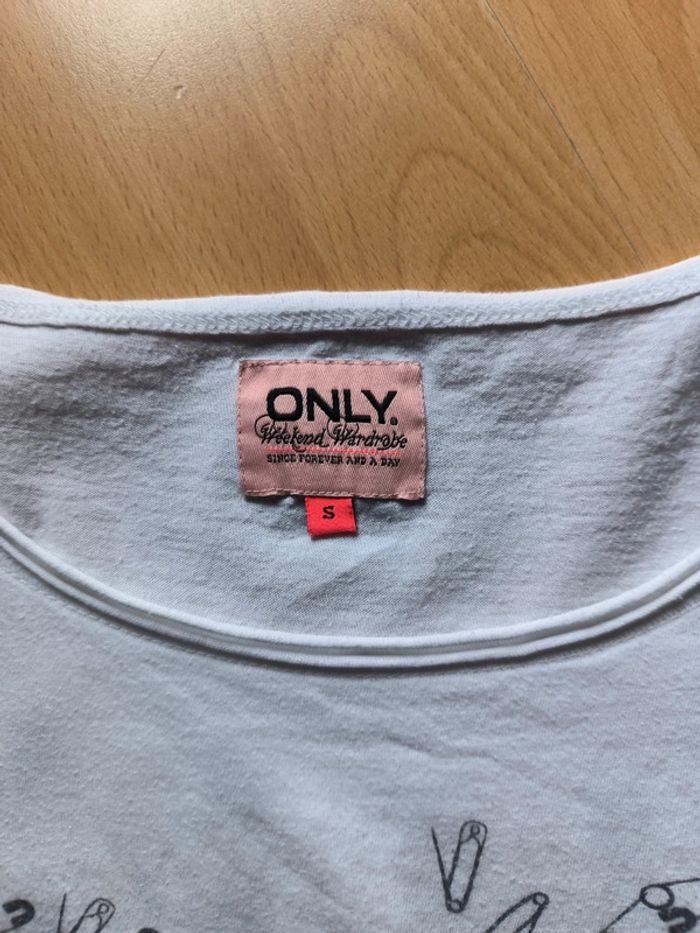 ONLY.
Weekend Wardrobe
SINCE FOREVER AND A DAY
S